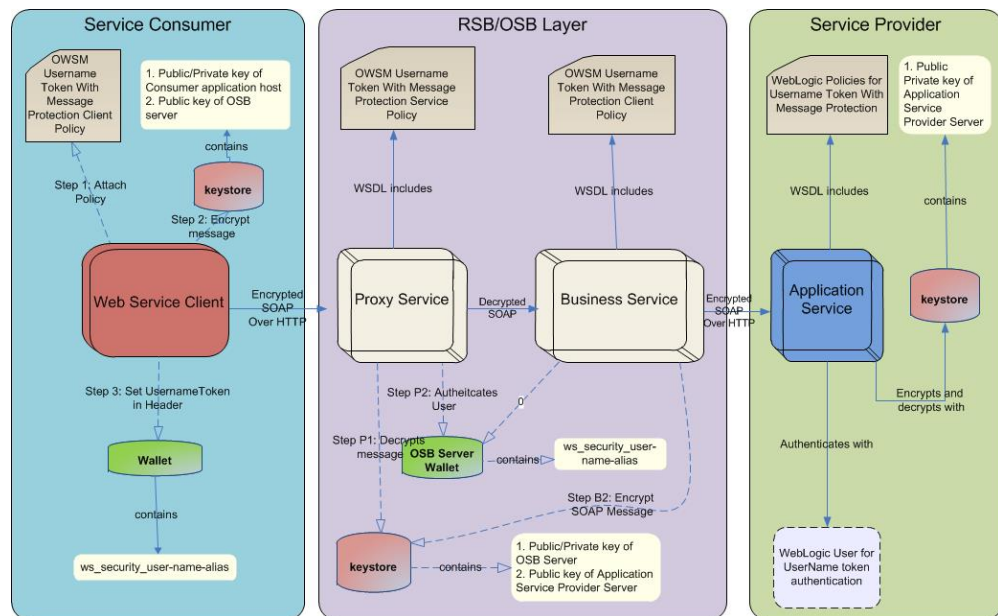 Service Consumer
OWSM
Username
Token With
Message
Protection Client
Policy
1. Public/Private key of
Consumer application host
2. Public key of OSB
server
contains
keystore
Step 1: Attach
Policy
Step 2: Encrypt
message
Web Service Client
Encrypted
SOAP
Over HTTP
Step 3: Set UsernameToken
in Header
Wallet
contains
ws_security_user-name-alias
RSB/OSB Layer
OWSM Username
Token With Message
Protection Service
Policy
OWSM Username
Token With Message
Protection Client
Policy
WSDL includes
WSDL includes
Proxy Service
Decrypted
SOAP
Business Service
Encrypted
SOAP
Over HTTP
Step P2: Autheitcates
User
0
Step P1: Decrypts
message
OSB Server
Wallet
contains
ws_security_user-
name-alias
Step B2: Encrypt
SOAP Message
keystore
contains
1. Public/Private key of
OSB Server
2. Public key of Application
Service Provider Server
Service Provider
WebLogic Policies for
Username Token With
Message Protection
1. Public
Private key of
Application
Service
Provider Server
WSDL includes
contains
Application
Service
keystore
Encrypts and
decrypts with
Authenticates with
WebLogic User for
UserName token
authentication